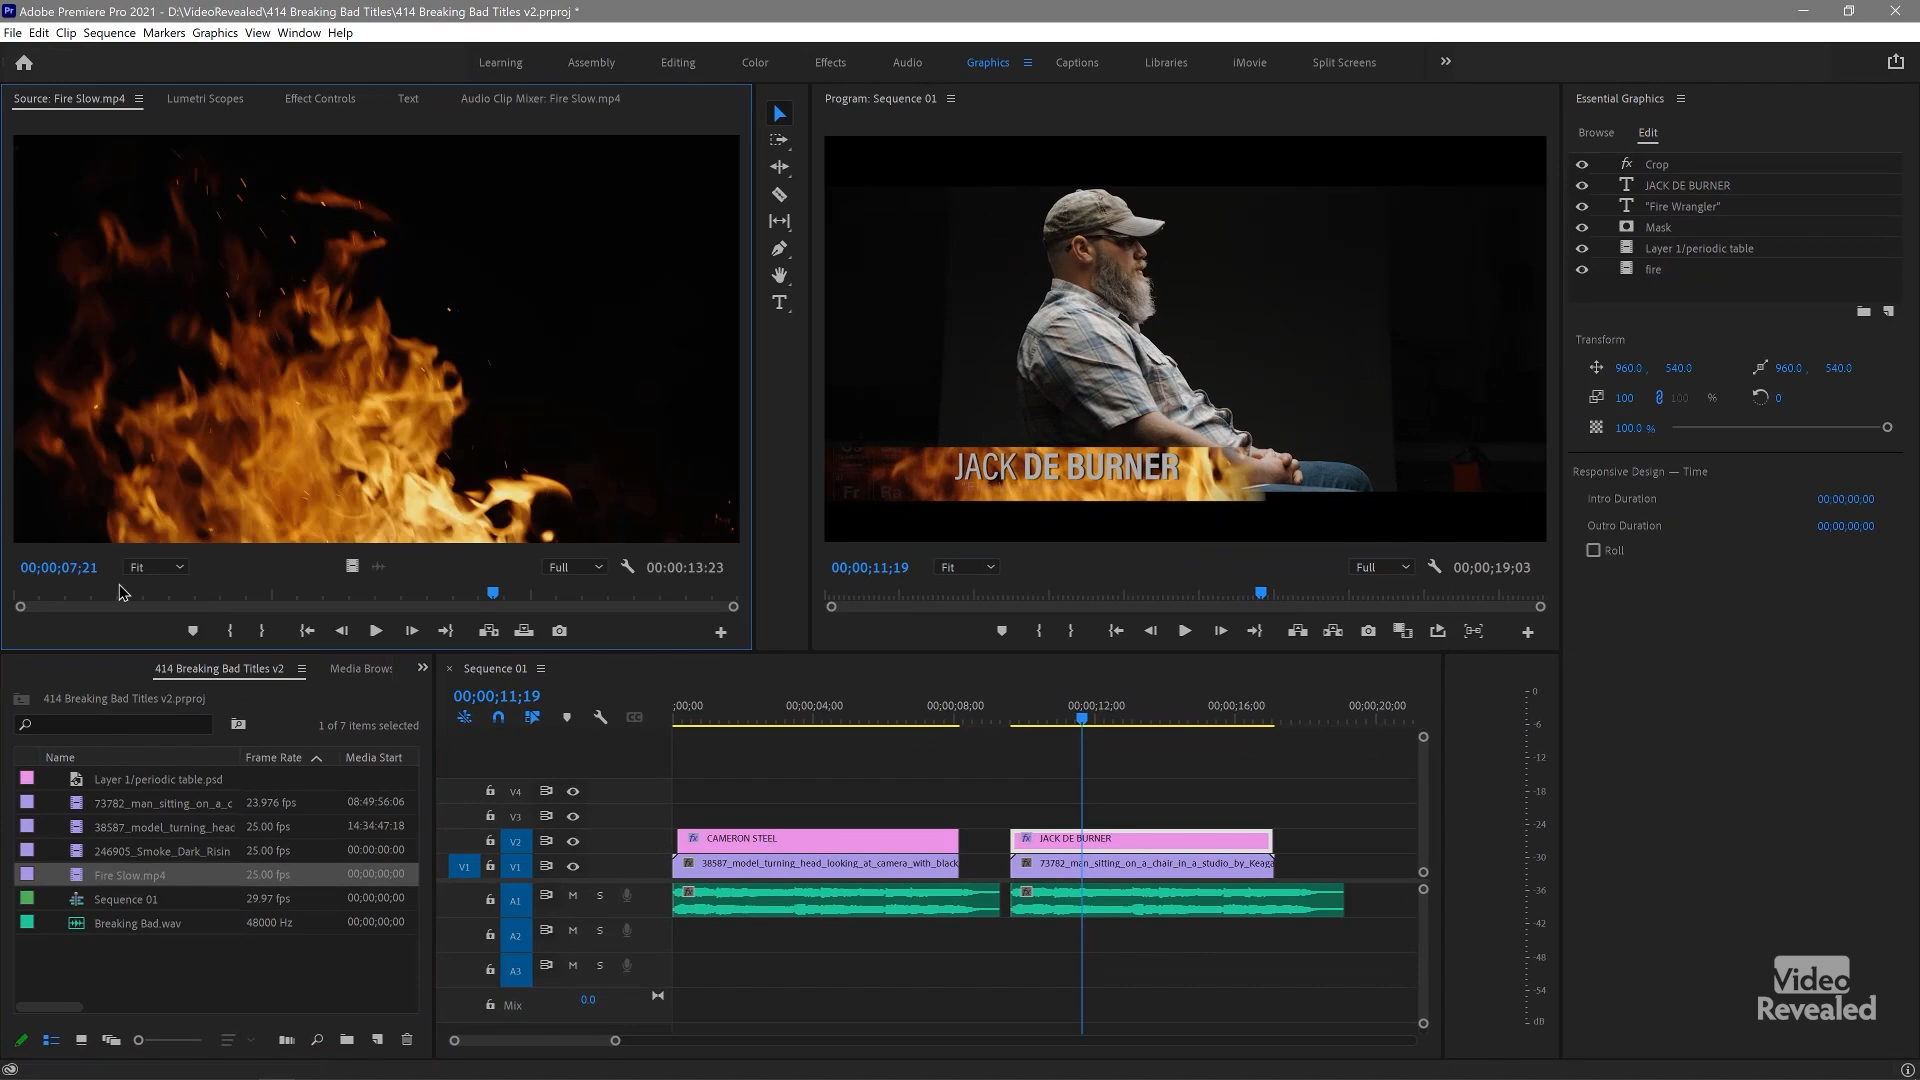 Pr Adobe Premiere Pro 2021 - D:\VideoRevealed\414 Breaking Bad Titles\414 Breaking Bad Titles v2.prproj *
File Edit Clip Sequence Markers Graphics View Window Help
Learning Assembly Editing Color Effects Audio Graphics Captions Libraries iMovie Split Screens
Source: Fire Slow.mp4 Lumetri Scopes Effect Controls Text Audio Clip Mixer: Fire Slow.mp4
Program: Sequence 01
Essential Graphics
Browse Edit
fx Crop
T JACK DE BURNER
T "Fire Wrangler"
Mask
Layer 1/periodic table
fire
Transform
960.0 , 540.0 960.0 , 540.0
100 100 % 0
100.0 %
Responsive Design — Time
Intro Duration 00;00;00;00
Outro Duration 00;00;00;00
Roll
JACK DE BURNER
Fr Ra
00;00;07;21 Fit Full 00:00:13:23
00;00;11;19 Fit Full 00;00;19;03
414 Breaking Bad Titles v2 Media Brows
414 Breaking Bad Titles v2.prproj
1 of 7 items selected
Name Frame Rate Media Start
Layer 1/periodic table.psd
73782_man_sitting_on_a_c 23.976 fps 08:49:56:06
38587_model_turning_head 25.00 fps 14:34:47:18
246905_Smoke_Dark_Risin 25.00 fps 00:00:00:00
Fire Slow.mp4 25.00 fps 00;00;00;00
Sequence 01 29.97 fps 00;00;00;00
Breaking Bad.wav 48000 Hz 00;00;00;00
× Sequence 01
00;00;11;19
;00;00 00;00;04;00 00;00;08;00 00;00;12;00 00;00;16;00 00;00;20;00
V4
V3
V2 fx CAMERON STEEL fx JACK DE BURNER
V1 V1 fx 38587_model_turning_head_looking_at_camera_with_black fx 73782_man_sitting_on_a_chair_in_a_studio_by_Keaga
A1 M S fx fx
A2 M S
A3 M S
Mix 0.0
0
-6
-12
-18
-24
-30
-36
-42
-48
-54
dB
Video
Revealed